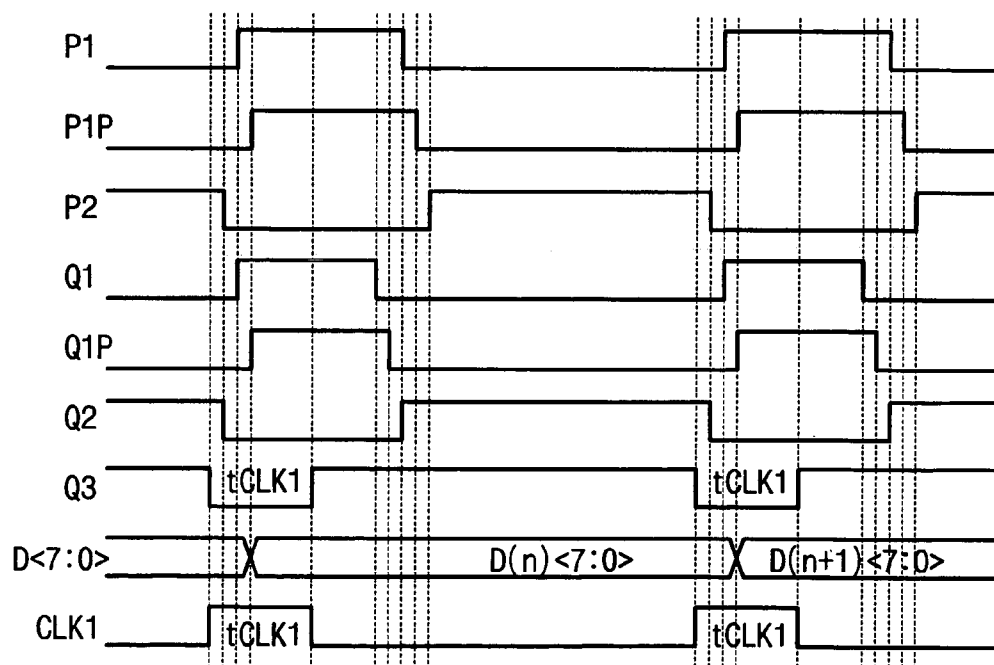 P1
P1P
P2
Q1
Q1P
Q2
Q3 tCLK1 tCLK1
D<7:0> D(n)<7:0> D(n+1)<7:0>
CLK1 tCLK1 tCLK1